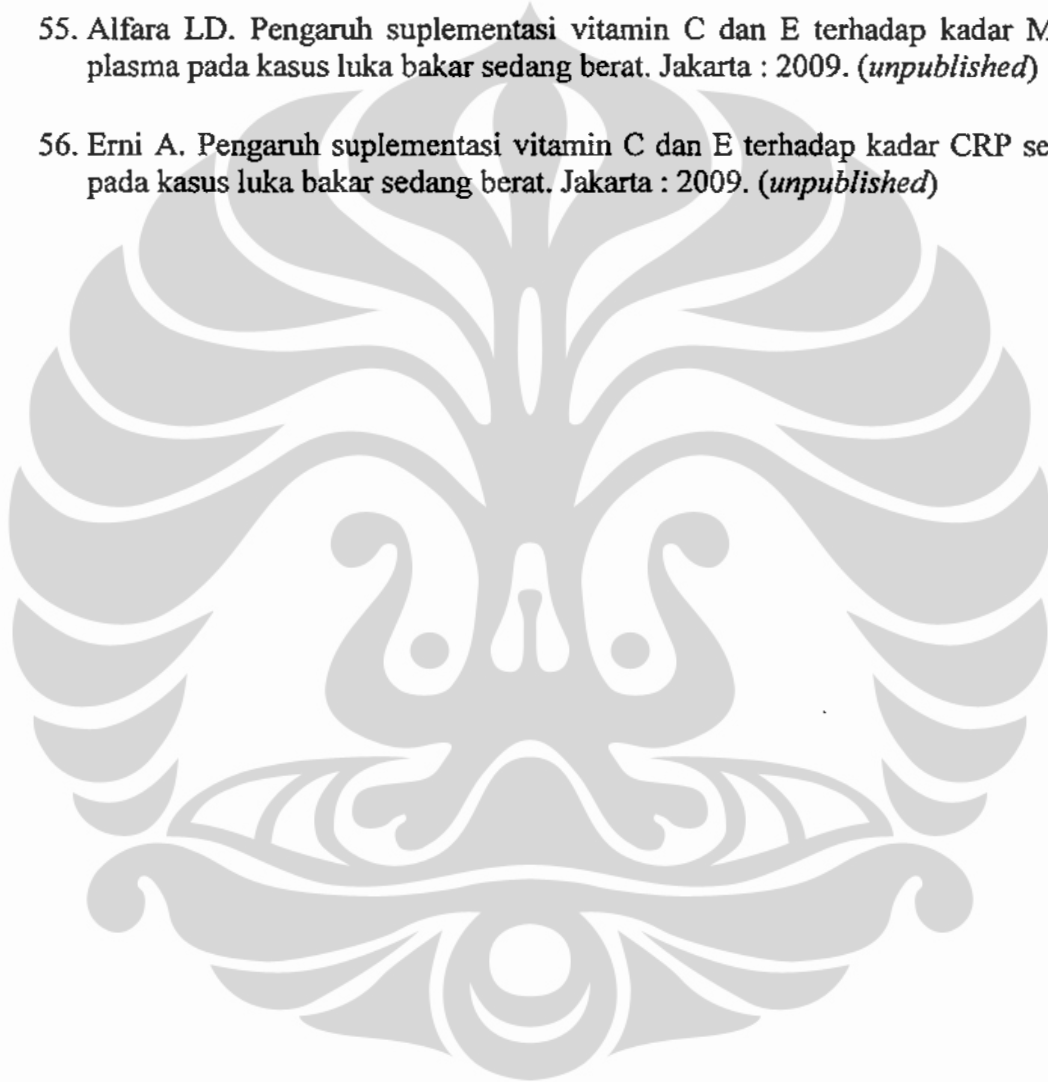 55. Alfara LD. Pengaruh suplementasi vitamin C dan E terhadap kadar M
plasma pada kasus luka bakar sedang berat. Jakarta : 2009. (unpublished)
56. Erni A. Pengaruh suplementasi vitamin C dan E terhadap kadar CRP se
pada kasus luka bakar sedang berat. Jakarta : 2009. (unpublished)